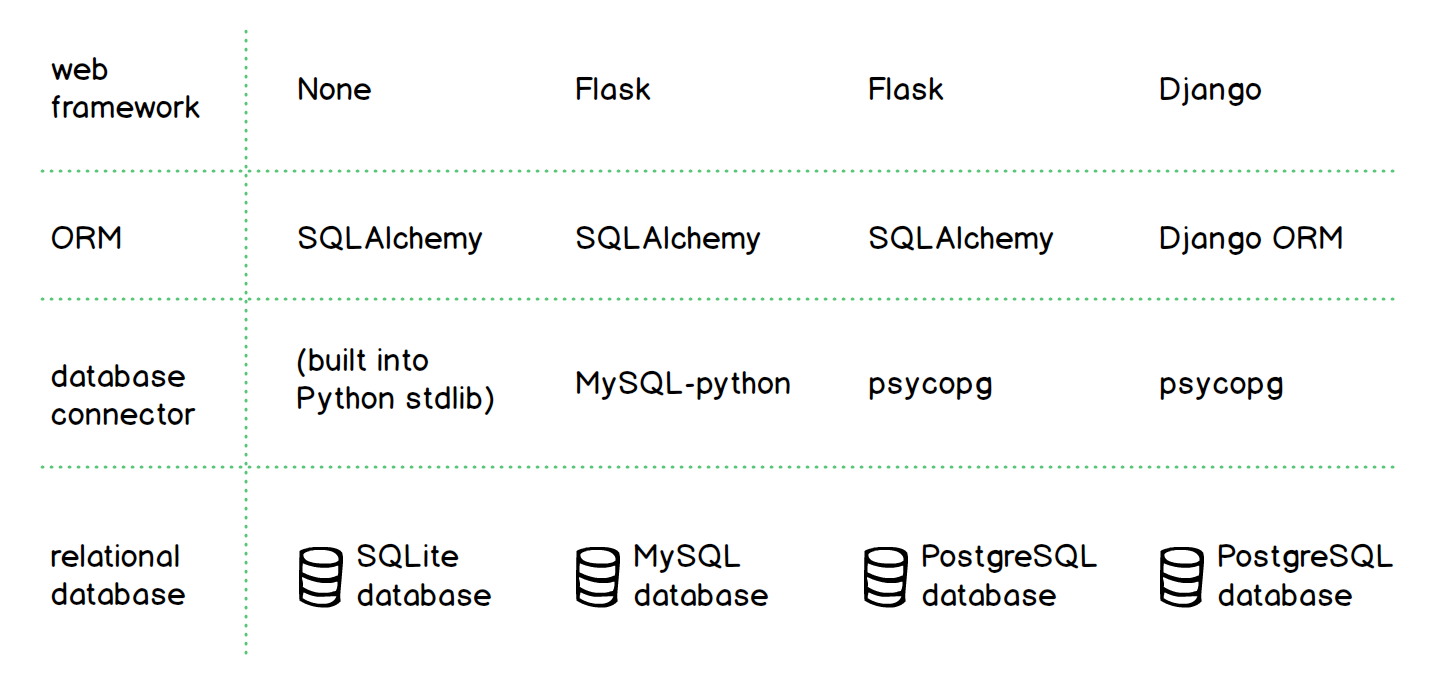 web
framework
None
Flask
Flask
Django
ORM
SQLAlchemy
SQLAlchemy
SQLAlchemy
Django ORM
database
connector
(built into
Python stdlib)
MySQL-python
psycopg
psycopg
relational
database
SQLite
database
MySQL
database
PostgreSQL
database
PostgreSQL
database